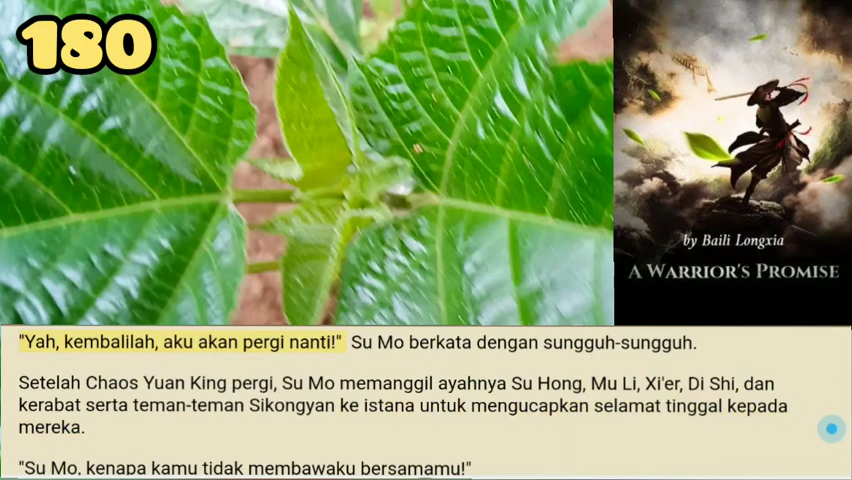 180
by Baili Longxia
A WARRIOR'S PROMISE
"Yah, kembalilah, aku akan pergi nanti!" Su Mo berkata dengan sungguh-sungguh.
Setelah Chaos Yuan King pergi, Su Mo memanggil ayahnya Su Hong, Mu Li, Xi'er, Di Shi, dan
kerabat serta teman-teman Sikongyan ke istana untuk mengucapkan selamat tinggal kepada
mereka.
"Su Mo, kenapa kamu tidak membawaku bersamamu!"